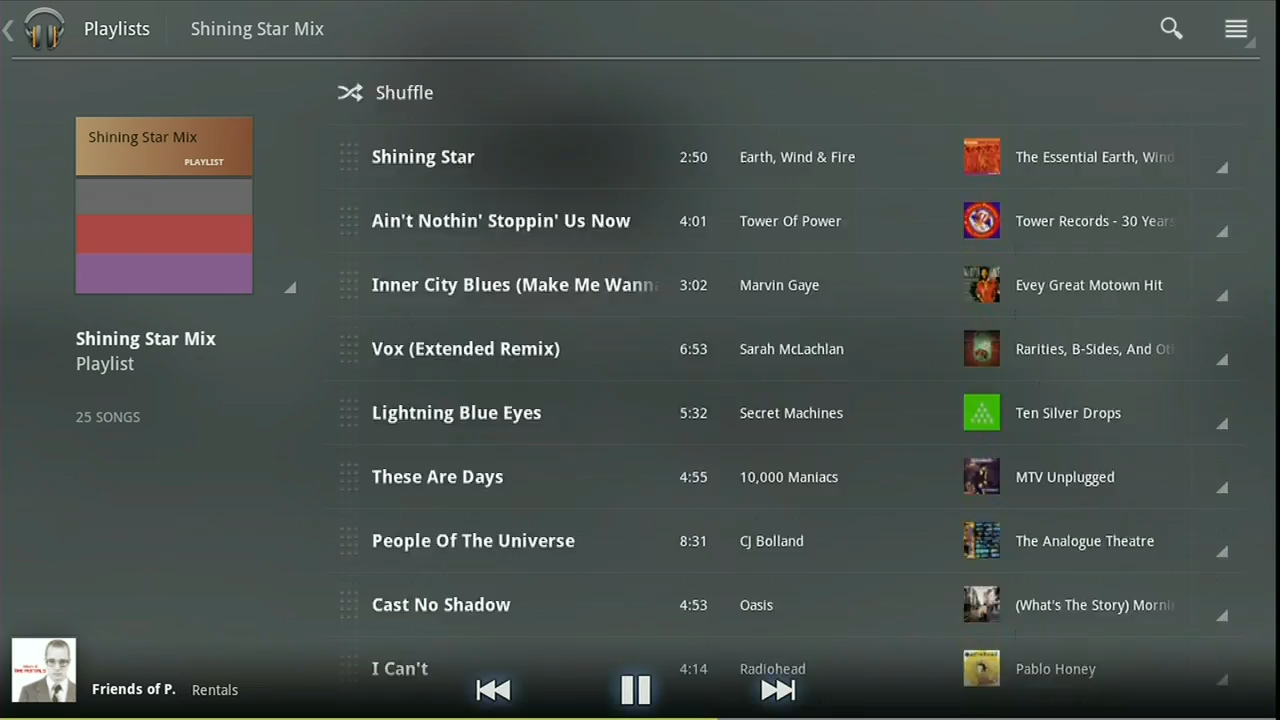 Playlists Shining Star Mix
Shuffle
Shining Star Mix
PLAYLIST
Shining Star Mix
Playlist
25 SONGS
Shining Star 2:50 Earth, Wind & Fire The Essential Earth, Wind
Ain't Nothin' Stoppin' Us Now 4:01 Tower Of Power Tower Records - 30 Years
Inner City Blues (Make Me Wanna 3:02 Marvin Gaye Evey Great Motown Hit
Vox (Extended Remix) 6:53 Sarah McLachlan Rarities, B-Sides, And Oth
Lightning Blue Eyes 5:32 Secret Machines Ten Silver Drops
These Are Days 4:55 10,000 Maniacs MTV Unplugged
People Of The Universe 8:31 CJ Bolland The Analogue Theatre
Cast No Shadow 4:53 Oasis (What's The Story) Morni
I Can't 4:14 Radiohead Pablo Honey
Friends of P. Rentals